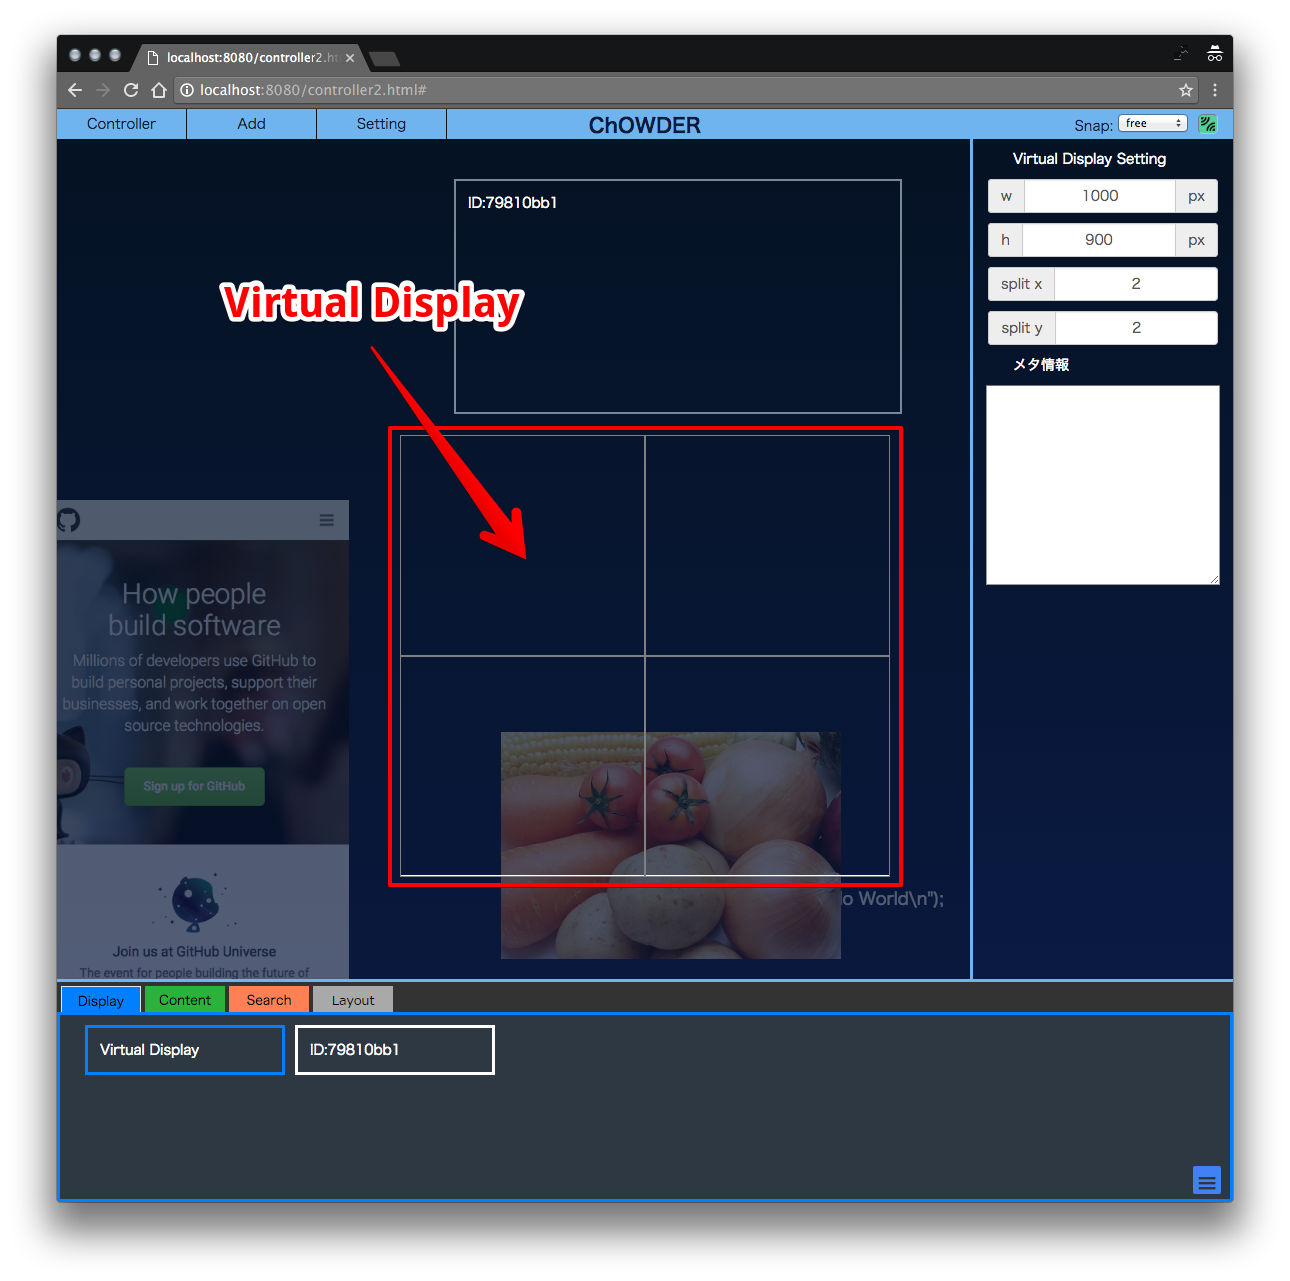 localhost:8080/controller2.ht
localhost:8080/controller2.html#
Controller
Add
Setting
ChOWDER
Snap:
free
Virtual Display Setting
w
1000
px
h
900
px
split x
2
split y
2
メタ情報
ID:79810bb1
Virtual Display
How people
build software
Millions of developers use GitHub to
build personal projects, support their
businesses, and work together on open
source technologies.
Sign up for GitHub
Join us at GitHub Universe
The event for people building the future of
lo World\n");
Display
Content
Search
Layout
Virtual Display
ID:79810bb1